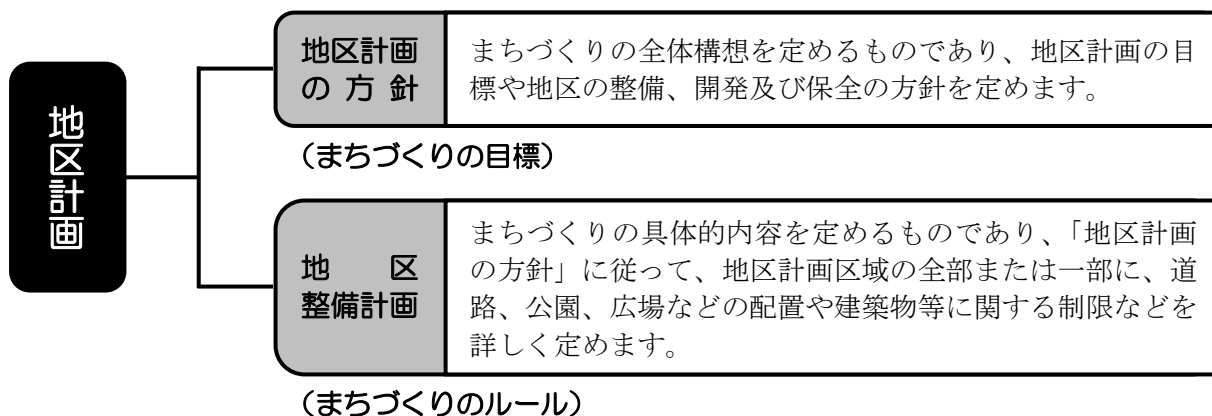 地区計画
地区計画
の方針
まちづくりの全体構想を定めるものであり、地区計画の目
標や地区の整備、開発及び保全の方針を定めます。
(まちづくりの目標)
地区
整備計画
まちづくりの具体的内容を定めるものであり、「地区計画
の方針」に従って、地区計画区域の全部または一部に、道
路、公園、広場などの配置や建築物等に関する制限などを
詳しく定めます。
(まちづくりのルール)